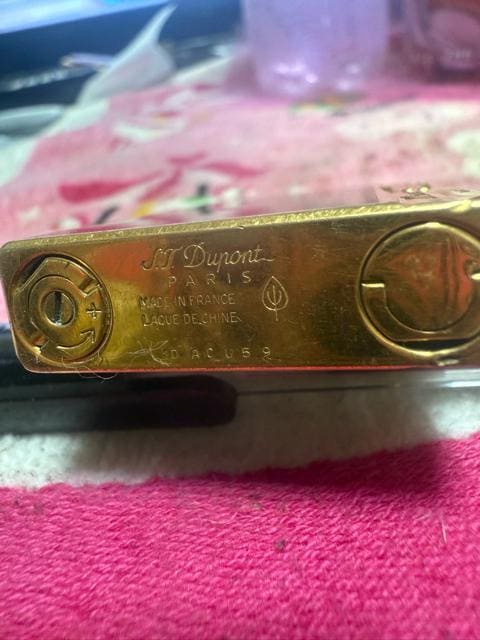 S.T. Dupont
PARIS
MADE IN FRANCE
LAQUE DE CHINE
+